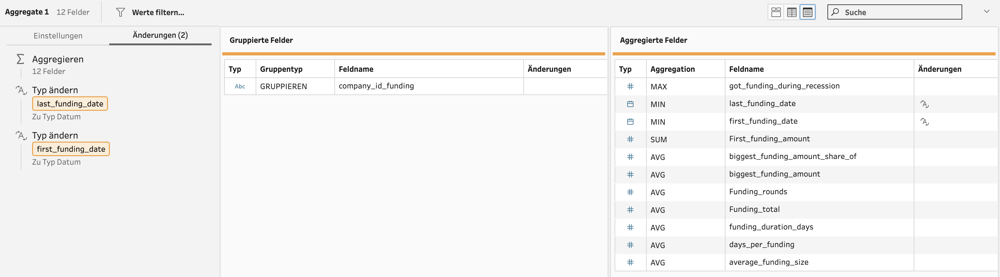 Aggregate 1 12 Felder Werte filtern... Suche
Einstellungen Änderungen (2)
Aggregieren
12 Felder
Typ ändern
last_funding_date
Zu Typ Datum
Typ ändern
first_funding_date
Zu Typ Datum
Gruppierte Felder
Typ Gruppentyp Feldname Änderungen
Abc GRUPPIEREN company_id_funding
Aggregierte Felder
Typ Aggregation Feldname Änderungen
# MAX got_funding_during_recession
MIN last_funding_date
MIN first_funding_date
# SUM First_funding_amount
# AVG biggest_funding_amount_share_of
# AVG biggest_funding_amount
# AVG Funding_rounds
# AVG Funding_total
# AVG funding_duration_days
# AVG days_per_funding
# AVG average_funding_size